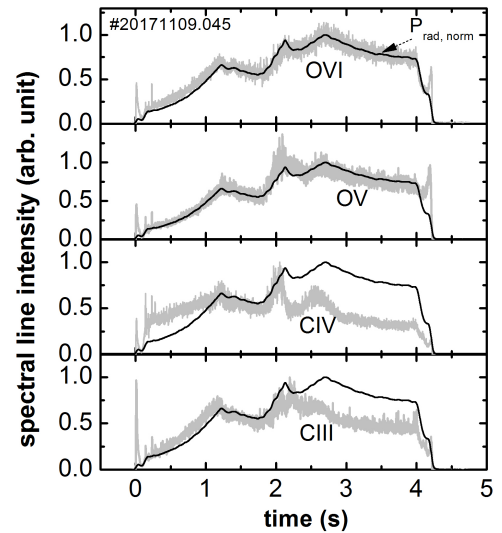 #20171109.045
P rad, norm
1.0
0.5
0.0
OVI
1.0
0.5
0.0
OV
1.0
0.5
0.0
CIV
1.0
0.5
0.0
CIII
0 1 2 3 4 5
time (s)
spectral line intensity (arb. unit)